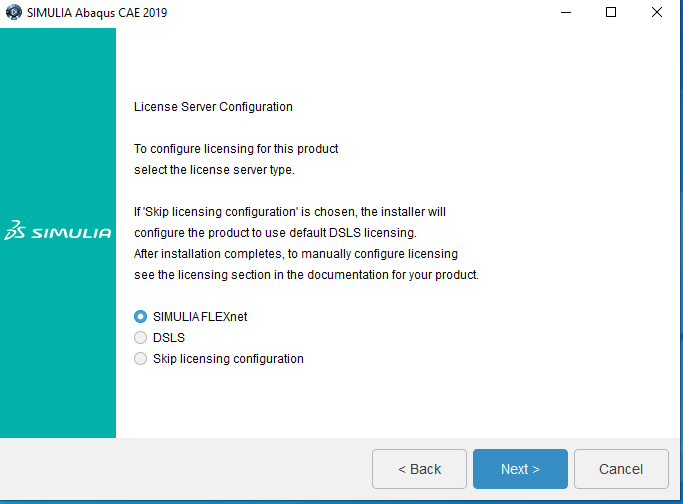 SIMULIA Abaqus CAE 2019
License Server Configuration
To configure licensing for this product
select the license server type.
If 'Skip licensing configuration' is chosen, the installer will
configure the product to use default DSLS licensing.
After installation completes, to manually configure licensing
see the licensing section in the documentation for your product.
SIMULIA
SIMULIA FLEXnet
DSLS
Skip licensing configuration
< Back
Next >
Cancel